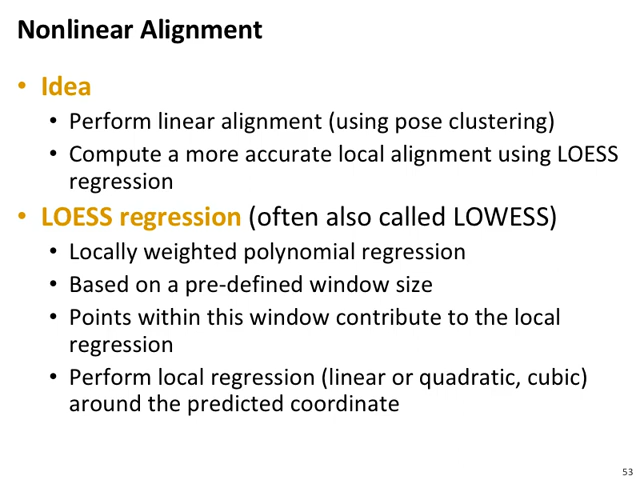 Nonlinear Alignment
• Idea
• Perform linear alignment (using pose clustering)
• Compute a more accurate local alignment using LOESS
regression
• LOESS regression (often also called LOWESS)
• Locally weighted polynomial regression
• Based on a pre-defined window size
• Points within this window contribute to the local
regression
• Perform local regression (linear or quadratic, cubic)
around the predicted coordinate
53